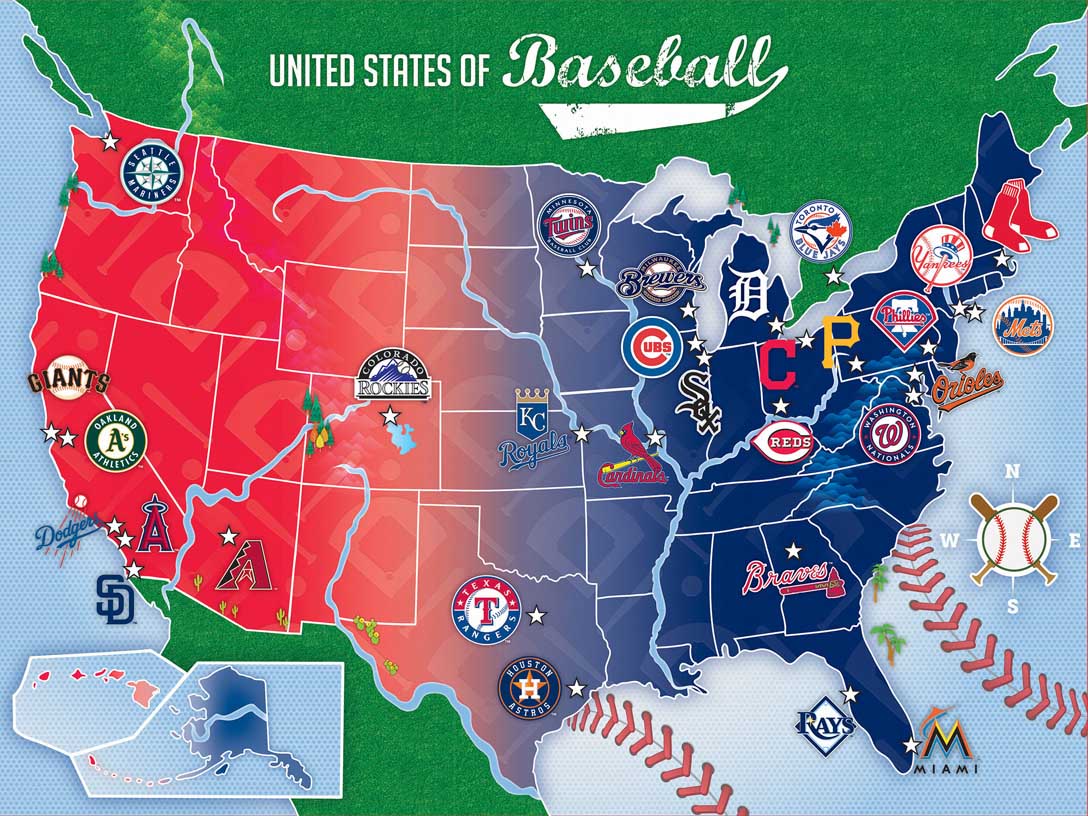 UNITED STATES OF Baseball
SEATTLE
MARINERS
TM
MINNESOTA
Twins
BASEBALL CLUB
MILWAUKEE
Brewers
TORONTO
BLUE JAYS
Yankees
D
Phillies
Mets
P
CUBS
C
GIANTS
COLORADO
ROCKIES
Orioles
Sox
OAKLAND
A's
ATHLETICS
KC
Royals
Cardinals
REDS
WASHINGTON
W
NATIONALS
N
W
E
S
Dodgers
A
A
SD
Braves
TEXAS
T
RANGERS
HOUSTON
H
ASTROS
RAYS
M
MIAMI